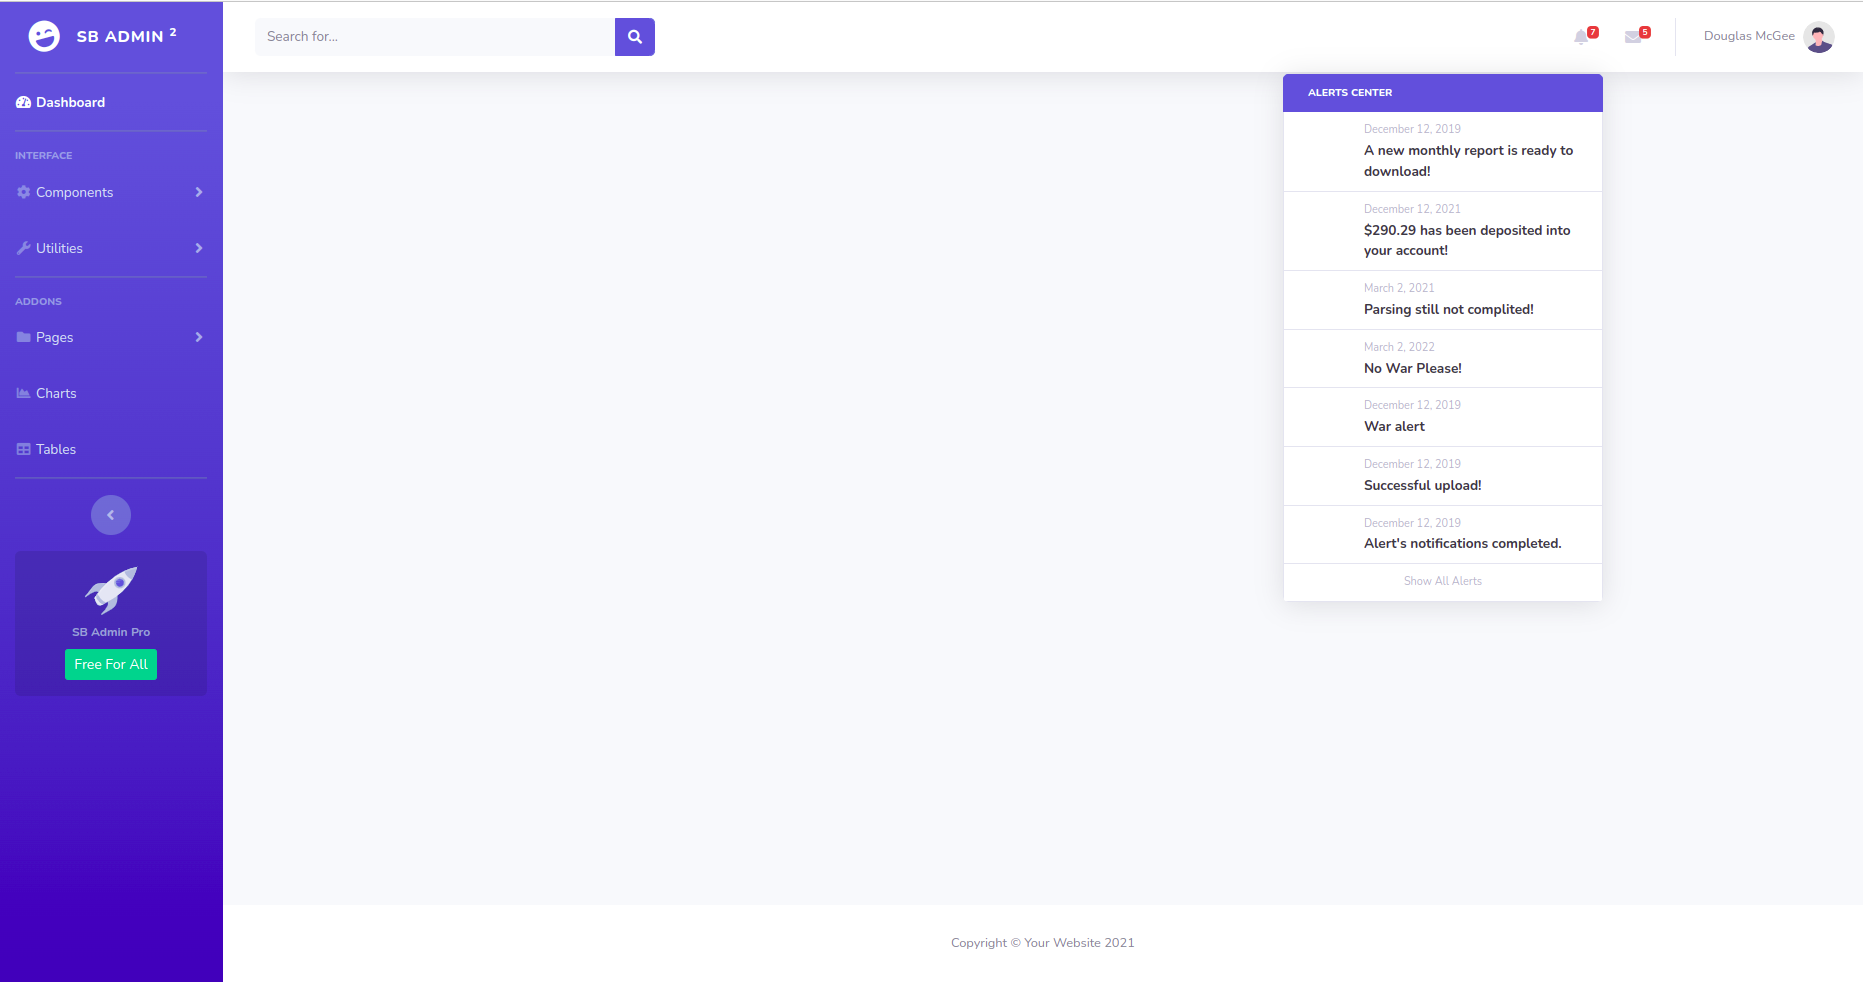 SB ADMIN 2
Search for...
7
5
Douglas McGee
Dashboard
INTERFACE
Components
Utilities
ADDONS
Pages
Charts
Tables
SB Admin Pro
Free For All
ALERTS CENTER
December 12, 2019
A new monthly report is ready to
download!
December 12, 2021
$290.29 has been deposited into
your account!
March 2, 2021
Parsing still not complited!
March 2, 2022
No War Please!
December 12, 2019
War alert
December 12, 2019
Successful upload!
December 12, 2019
Alert's notifications completed.
Show All Alerts
Copyright © Your Website 2021